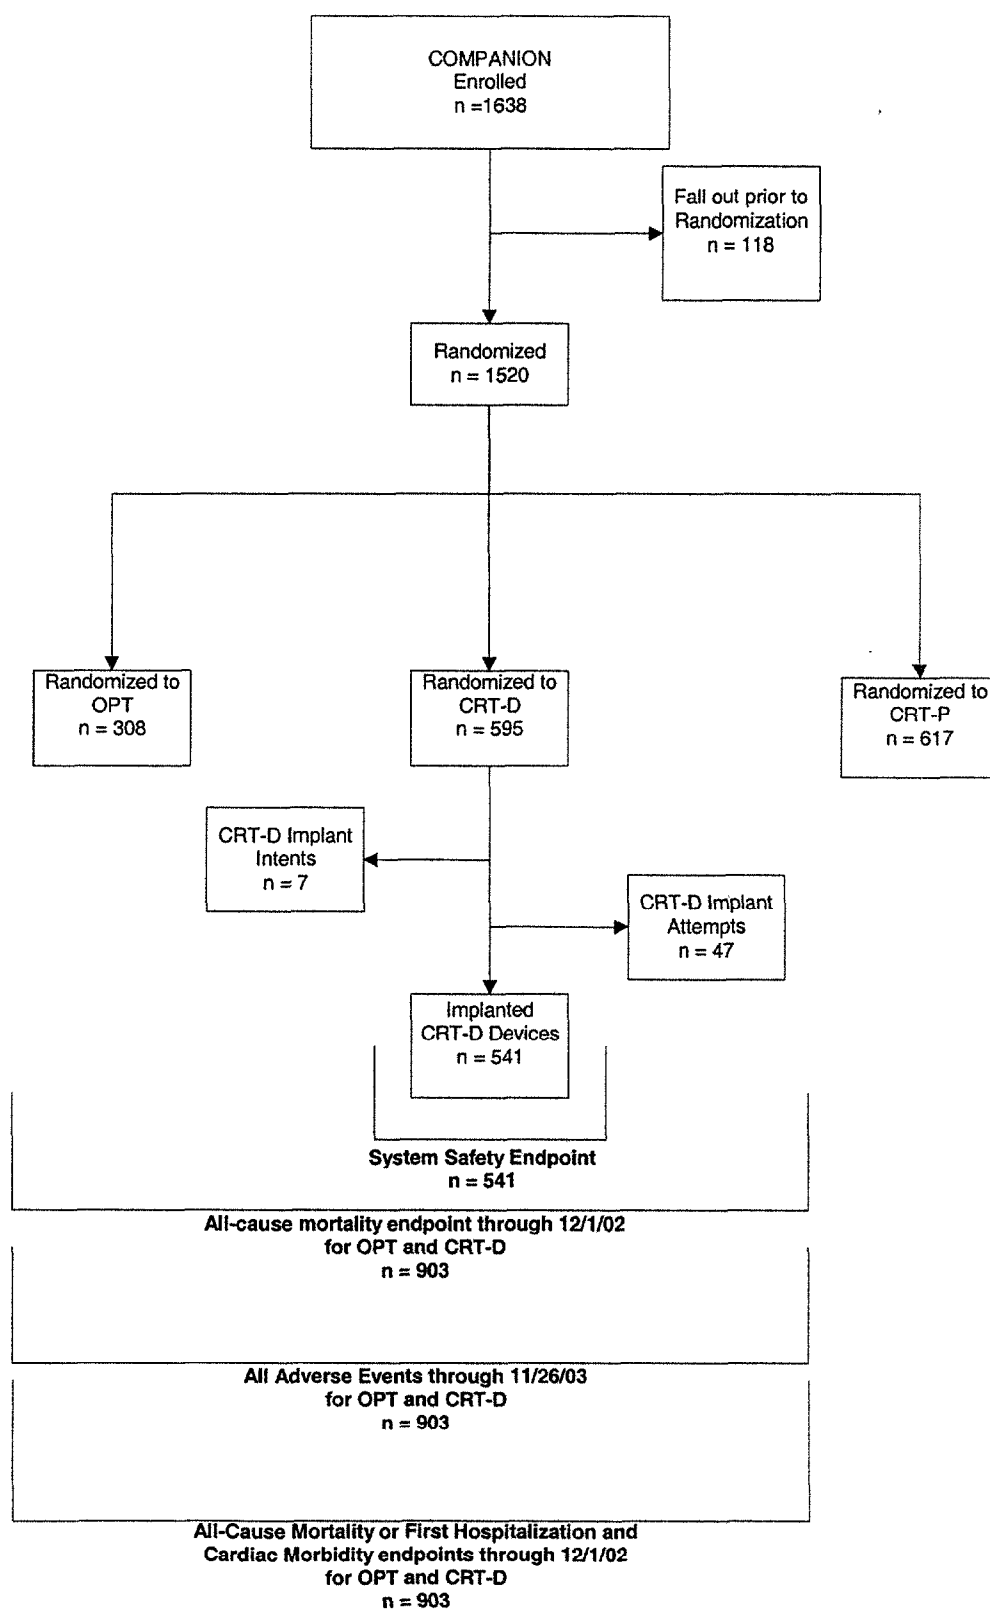 COMPANION
Enrolled
n =1638
Fall out prior to
Randomization
n = 118
Randomized
n = 1520
Randomized to
OPT
n = 308
Randomized to
CRT-D
n = 595
Randomized to
CRT-P
n = 617
CRT-D Implant
Intents
n = 7
CRT-D Implant
Attempts
n = 47
Implanted
CRT-D Devices
n = 541
System Safety Endpoint
n = 541
All-cause mortality endpoint through 12/1/02
for OPT and CRT-D
n = 903
All Adverse Events through 11/26/03
for OPT and CRT-D
n = 903
All-Cause Mortality or First Hospitalization and
Cardiac Morbidity endpoints through 12/1/02
for OPT and CRT-D
n = 903